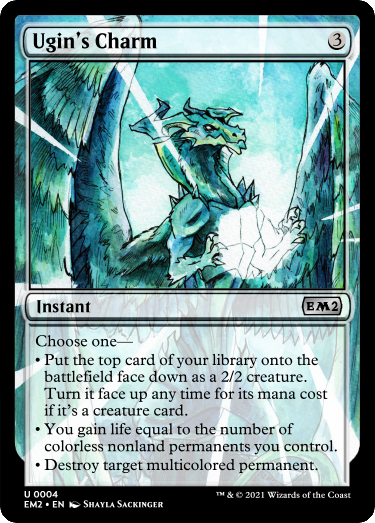 Ugin's Charm 3
Instant EM2
Choose one—
• Put the top card of your library onto the
battlefield face down as a 2/2 creature.
Turn it face up any time for its mana cost
if it's a creature card.
• You gain life equal to the number of
colorless nonland permanents you control.
• Destroy target multicolored permanent.
U 0004
EM2 • EN Shayla Sackinger ™ & © 2021 Wizards of the Coast